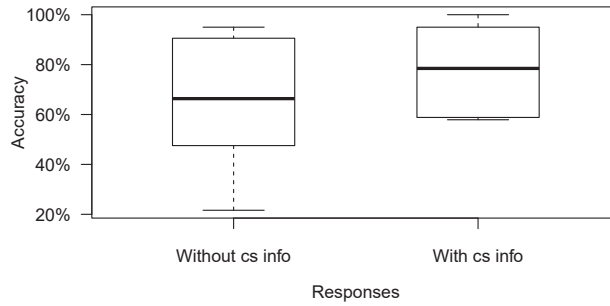 100%
80%
60%
40%
20%
Accuracy
Without cs info
With cs info
Responses